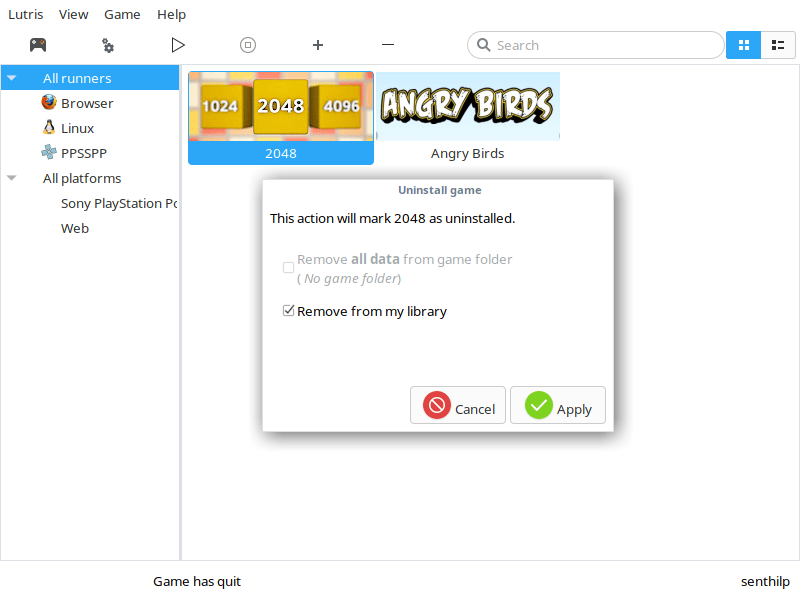 Lutris View Game Help
Search
All runners
Browser
Linux
PPSSPP
All platforms
Sony PlayStation Po
Web
1024 2048 4096
2048
ANGRY BIRDS
Angry Birds
Uninstall game
This action will mark 2048 as uninstalled.
Remove all data from game folder
( No game folder)
Remove from my library
Cancel Apply
Game has quit senthilp